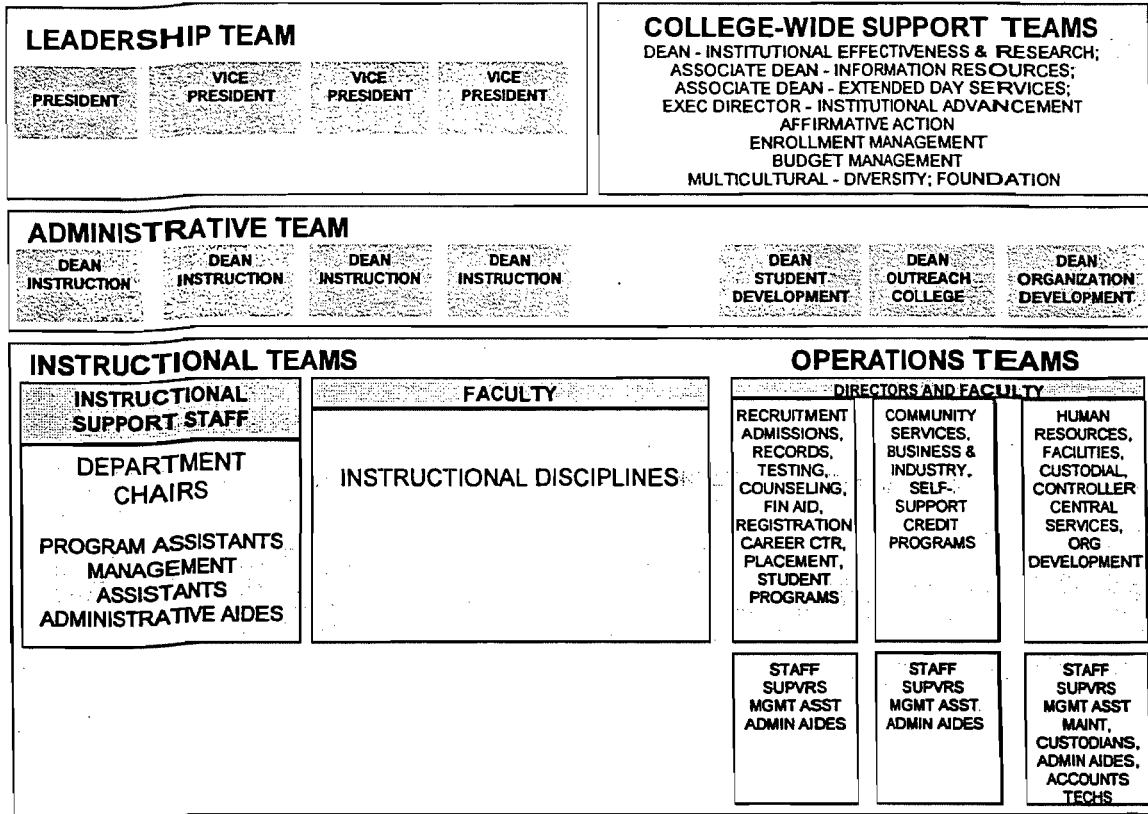 LEADERSHIP TEAM
PRESIDENT
VICE
PRESIDENT
VICE
PRESIDENT
VICE
PRESIDENT
COLLEGE-WIDE SUPPORT TEAMS
DEAN - INSTITUTIONAL EFFECTIVENESS & RESEARCH;
ASSOCIATE DEAN - INFORMATION RESOURCES;
ASSOCIATE DEAN - EXTENDED DAY SERVICES;
EXEC DIRECTOR - INSTITUTIONAL ADVANCEMENT
AFFIRMATIVE ACTION
ENROLLMENT MANAGEMENT
BUDGET MANAGEMENT
MULTICULTURAL - DIVERSITY; FOUNDATION
ADMINISTRATIVE TEAM
DEAN
INSTRUCTION
DEAN
INSTRUCTION
DEAN
INSTRUCTION
DEAN
INSTRUCTION
DEAN
STUDENT
DEVELOPMENT
DEAN
OUTREACH
COLLEGE
DEAN
ORGANIZATION
DEVELOPMENT
INSTRUCTIONAL TEAMS
INSTRUCTIONAL
SUPPORT STAFF
DEPARTMENT
CHAIRS
PROGRAM ASSISTANTS
MANAGEMENT
ASSISTANTS
ADMINISTRATIVE AIDES
FACULTY
INSTRUCTIONAL DISCIPLINES
OPERATIONS TEAMS
DIRECTORS AND FACULTY
RECRUITMENT
ADMISSIONS,
RECORDS,
TESTING,
COUNSELING,
FIN AID,
REGISTRATION
CAREER CTR,
PLACEMENT,
STUDENT
PROGRAMS
COMMUNITY
SERVICES,
BUSINESS &
INDUSTRY,
SELF-
SUPPORT
CREDIT
PROGRAMS
HUMAN
RESOURCES,
FACILITIES,
CUSTODIAL,
CONTROLLER
CENTRAL
SERVICES,
ORG
DEVELOPMENT
STAFF
SUPVRS
MGMT ASST
ADMIN AIDES
STAFF
SUPVRS
MGMT ASST
ADMIN AIDES
STAFF
SUPVRS
MGMT ASST
MAINT,
CUSTODIANS,
ADMIN AIDES,
ACCOUNTS
TECHS